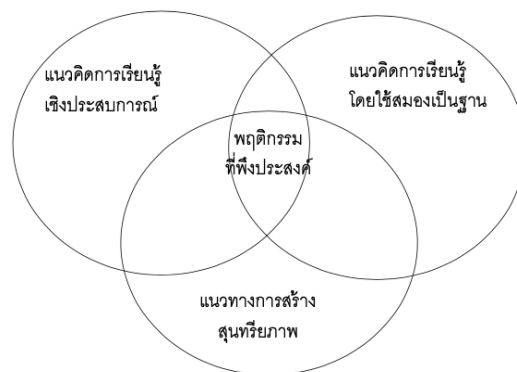 แนวคิดการเรียนรู้
เชิงประสบการณ์
แนวคิดการเรียนรู้
โดยใช้สมองเป็นฐาน
พฤติกรรม
ที่พึงประสงค์
แนวทางการสร้าง
สุนทรียภาพ